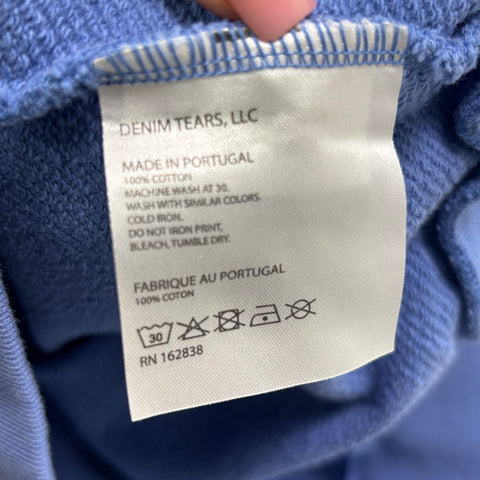 DENIM TEARS, LLC
MADE IN PORTUGAL
100% COTTON
MACHINE WASH AT 30.
WASH WITH SIMILAR COLORS.
COLD IRON.
DO NOT IRON PRINT.
BLEACH, TUMBLE DRY.
FABRIQUE AU PORTUGAL
100% COTON
30
RN 162838